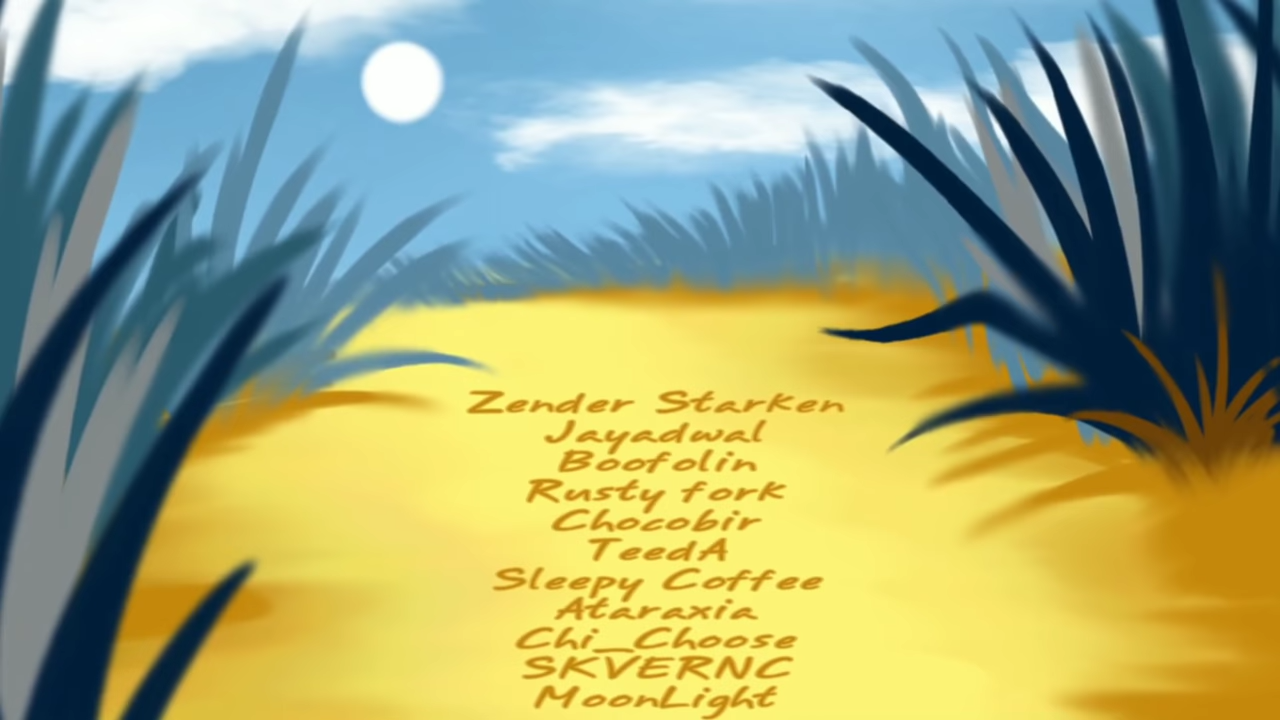 Zender Starken
Jayadwal
Boofolin
Rusty fork
Chocobir
TeedA
Sleepy Coffee
Ataraxia
Chi_Choose
SKVERNC
MoonLight